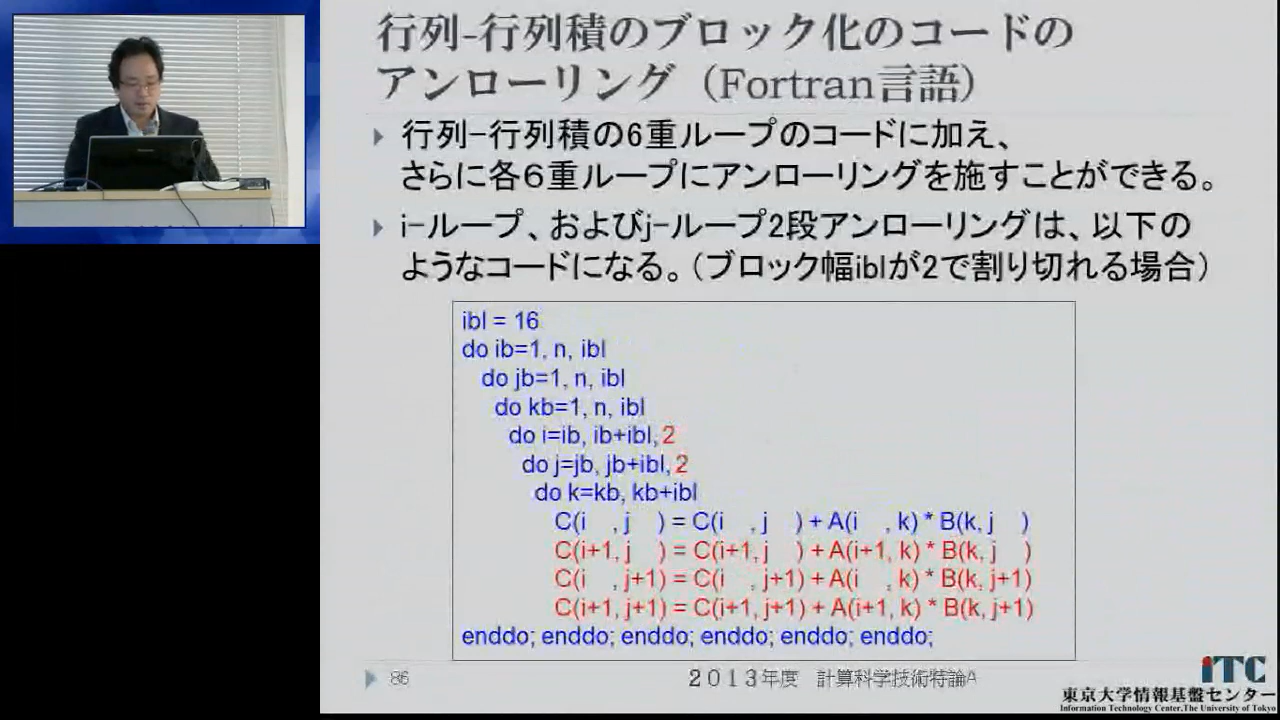 行列-行列積のブロック化のコードの
アンローリング（Fortran言語）
行列-行列積の6重ループのコードに加え、
さらに各６重ループにアンローリングを施すことができる。
i-ループ、およびj-ループ2段アンローリングは、以下の
ようなコードになる。（ブロック幅iblが2で割り切れる場合）
ibl = 16
do ib=1, n, ibl
do jb=1, n, ibl
do kb=1, n, ibl
do i=ib, ib+ibl, 2
do j=jb, jb+ibl, 2
do k=kb, kb+ibl
C(i , j ) = C(i , j ) + A(i , k) * B(k, j )
C(i+1, j ) = C(i+1, j ) + A(i+1, k) * B(k, j )
C(i , j+1) = C(i , j+1) + A(i , k) * B(k, j+1)
C(i+1, j+1) = C(i+1, j+1) + A(i+1, k) * B(k, j+1)
enddo; enddo; enddo; enddo; enddo; enddo;
86
２０１３年度　計算科学技術特論A
iTC
東京大学情報基盤センター
Information Technology Center, The University of Tokyo